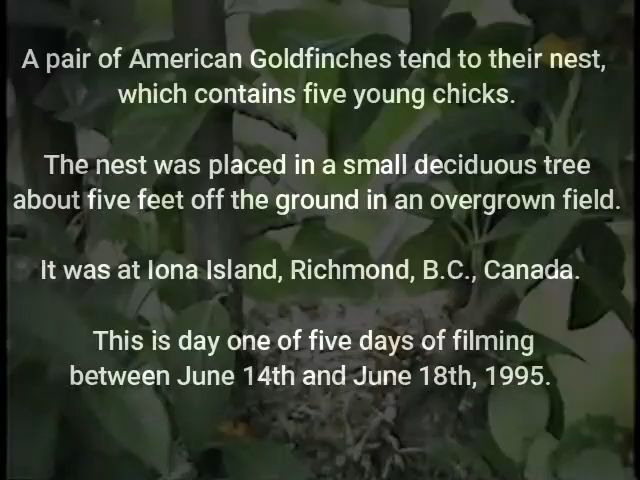 A pair of American Goldfinches tend to their nest,
which contains five young chicks.
The nest was placed in a small deciduous tree
about five feet off the ground in an overgrown field.
It was at Iona Island, Richmond, B.C., Canada.
This is day one of five days of filming
between June 14th and June 18th, 1995.